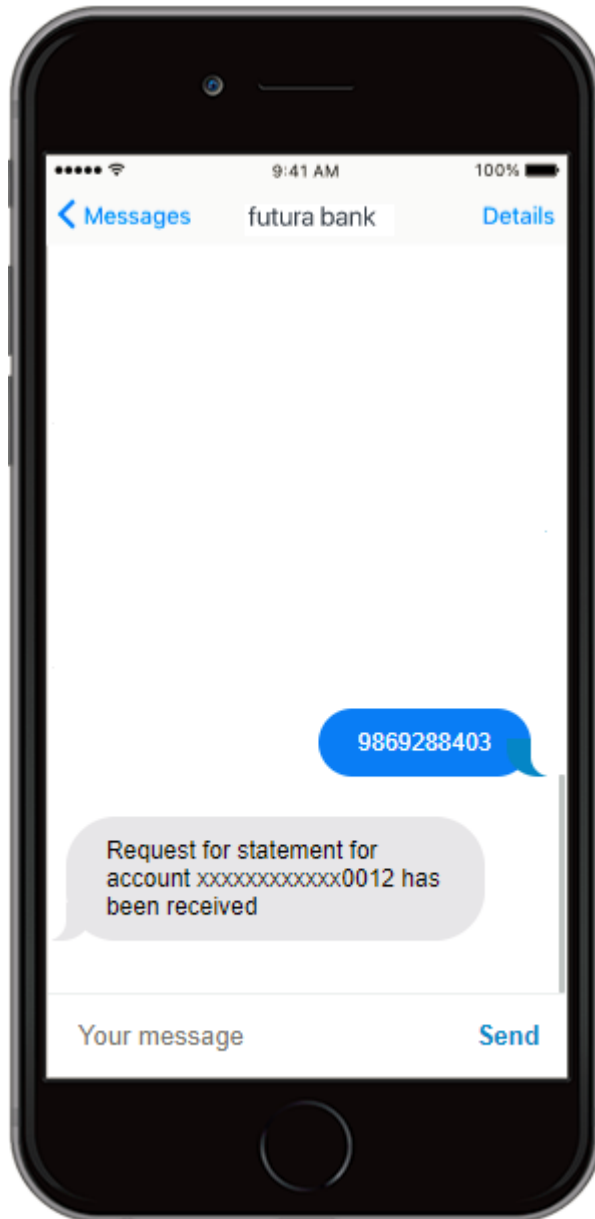 9:41 AM
100%
Messages
futura bank
Details
9869288403
Request for statement for
account xxxxxxxxxxxx0012 has
been received
Your message
Send